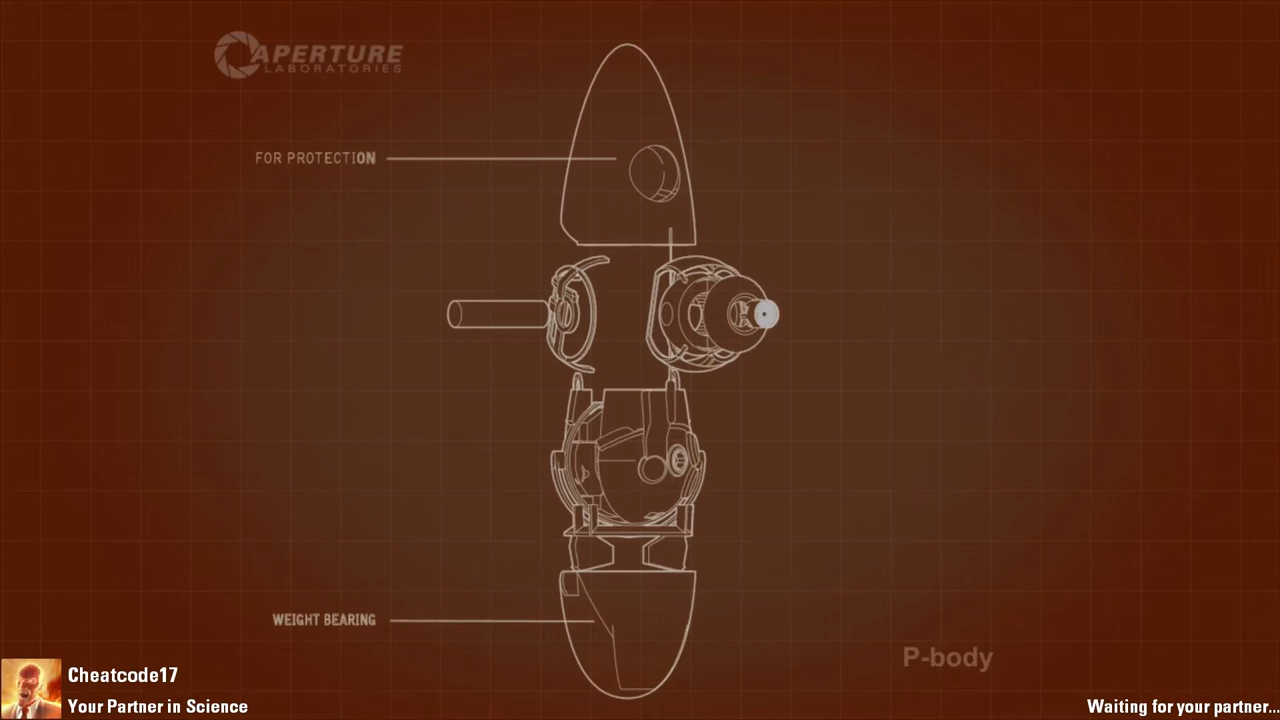 APERTURE
LABORATORIES
FOR PROTECTION
WEIGHT BEARING
P-body
Cheatcode17
Your Partner in Science
Waiting for your partner...